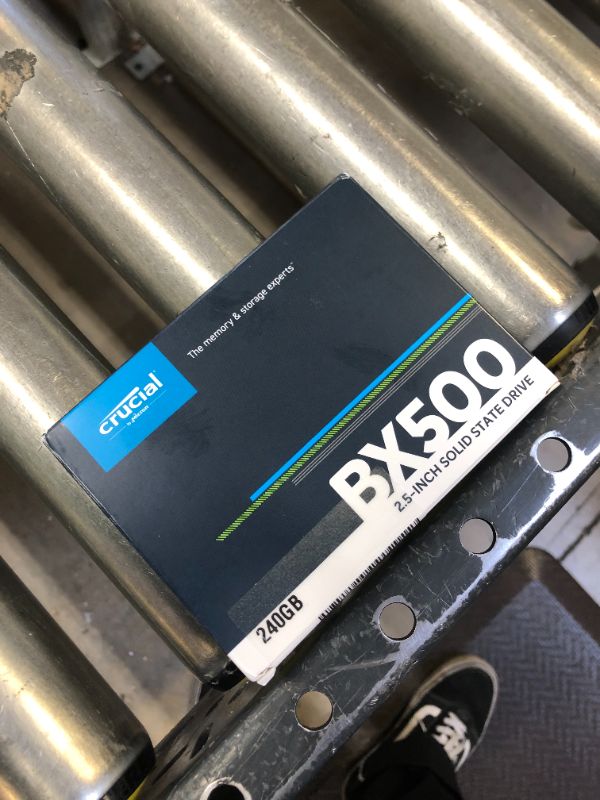 crucial
by micron
The memory & storage experts™
BX500
2.5-INCH SOLID STATE DRIVE
240GB